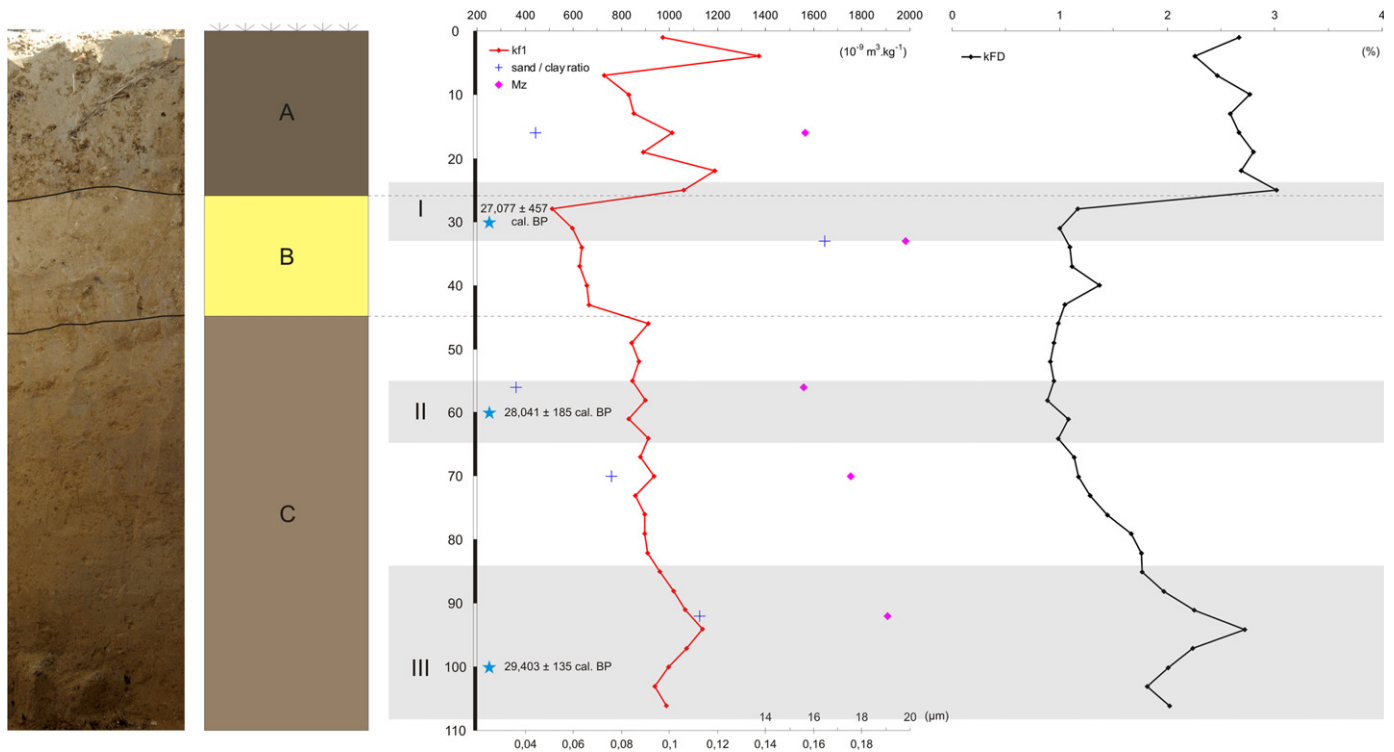 200 400 600 800 1000 1200 1400 1600 1800 2000
0 1 2 3 4
0
kf1
(10⁻⁹ m³.kg⁻¹)
kFD
(%)
sand / clay ratio
Mz
10
A
20
I
27,077 ± 457
cal. BP
30
B
40
50
II
28,041 ± 185 cal. BP
60
70
C
80
90
III
29,403 ± 135 cal. BP
100
14 16 18 20 (μm)
110
0,04 0,06 0,08 0,1 0,12 0,14 0,16 0,18